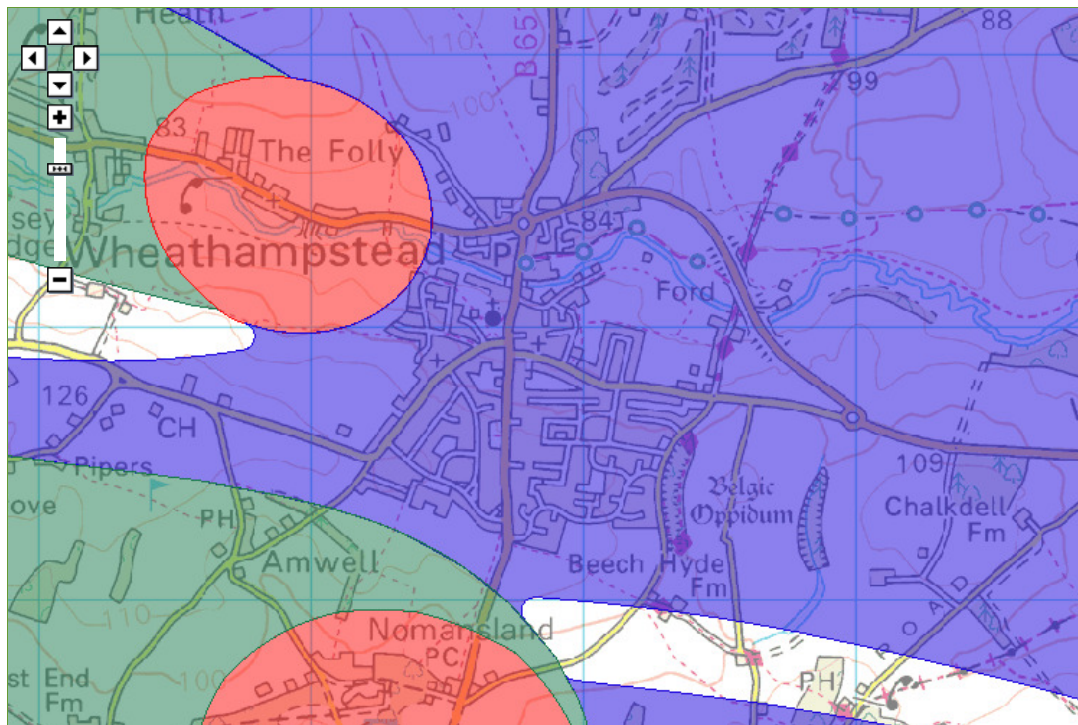 Heath
110
88
B 65
100
99
83
The Folly
84
sey
dge
Wheathampstead
P
Ford
126
CH
Pipers
109
Belgic
Oppidum
Chalkdell
Fm
ove
PH
Amwell
Beech Hyde
Fm
110
Nomansland
PC
100
st End
Fm
R O A D
PH